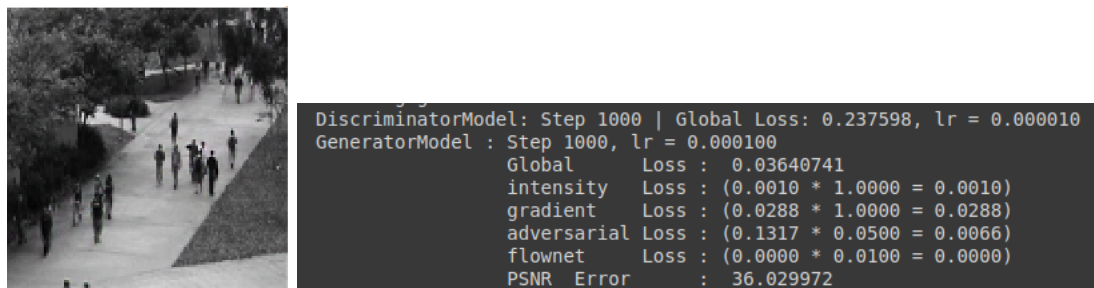 DiscriminatorModel: Step 1000 | Global Loss: 0.237598, lr = 0.000010
GeneratorModel : Step 1000, lr = 0.000100
Global Loss : 0.03640741
intensity Loss : (0.0010 * 1.0000 = 0.0010)
gradient Loss : (0.0288 * 1.0000 = 0.0288)
adversarial Loss : (0.1317 * 0.0500 = 0.0066)
flownet Loss : (0.0000 * 0.0100 = 0.0000)
PSNR Error : 36.029972